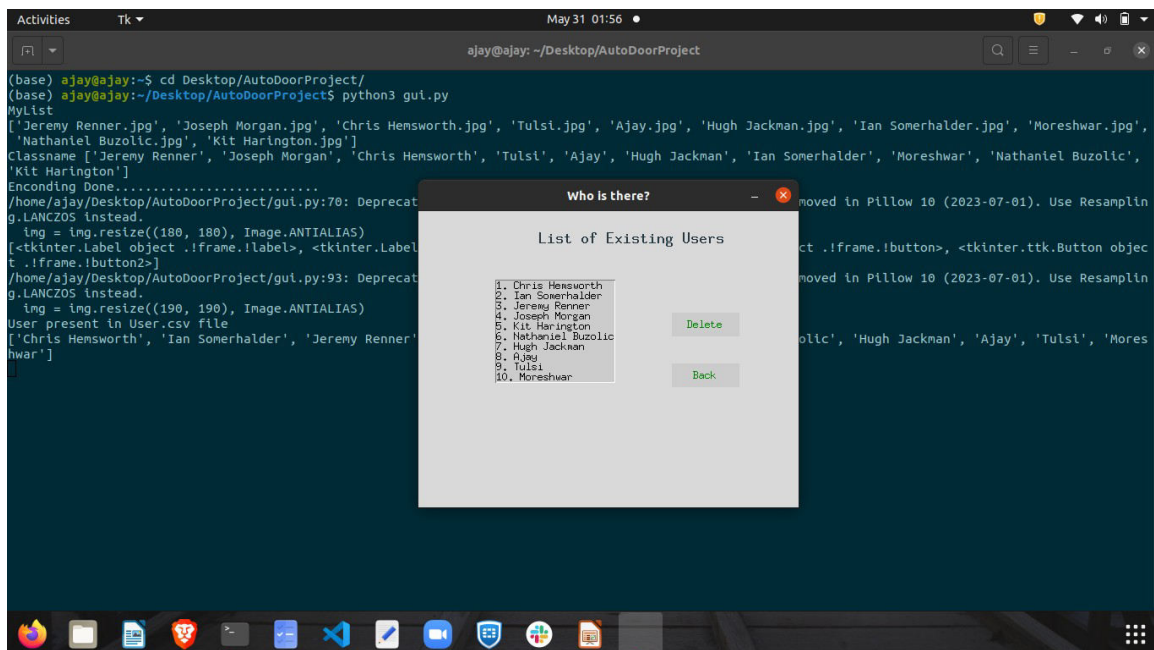 Activities Tk May 31 01:56
ajay@ajay: ~/Desktop/AutoDoorProject
(base) ajay@ajay:~$ cd Desktop/AutoDoorProject/
(base) ajay@ajay:~/Desktop/AutoDoorProject$ python3 gui.py
MyList
['Jeremy Renner.jpg', 'Joseph Morgan.jpg', 'Chris Hemsworth.jpg', 'Tulsi.jpg', 'Ajay.jpg', 'Hugh Jackman.jpg', 'Ian Somerhalder.jpg', 'Moreshwar.jpg',
'Nathaniel Buzolic.jpg', 'Kit Harington.jpg']
Classname ['Jeremy Renner', 'Joseph Morgan', 'Chris Hemsworth', 'Tulsi', 'Ajay', 'Hugh Jackman', 'Ian Somerhalder', 'Moreshwar', 'Nathaniel Buzolic',
'Kit Harington']
Enconding Done..........................
/home/ajay/Desktop/AutoDoorProject/gui.py:70: Deprecat moved in Pillow 10 (2023-07-01). Use Resamplin
g.LANCZOS instead.
img = img.resize((180, 180), Image.ANTIALIAS)
[<tkinter.Label object .!frame.!label>, <tkinter.Label ct .!frame.!button>, <tkinter.ttk.Button objec
t .!frame.!button2>]
/home/ajay/Desktop/AutoDoorProject/gui.py:93: Deprecat moved in Pillow 10 (2023-07-01). Use Resamplin
g.LANCZOS instead.
img = img.resize((190, 190), Image.ANTIALIAS)
User present in User.csv file
['Chris Hemsworth', 'Ian Somerhalder', 'Jeremy Renner' olic', 'Hugh Jackman', 'Ajay', 'Tulsi', 'Mores
hwar']
Who is there?
List of Existing Users
1. Chris Hemsworth
2. Ian Somerhalder
3. Jeremy Renner
4. Joseph Morgan
5. Kit Harington
6. Nathaniel Buzolic
7. Hugh Jackman
8. Ajay
9. Tulsi
10. Moreshwar
Delete
Back